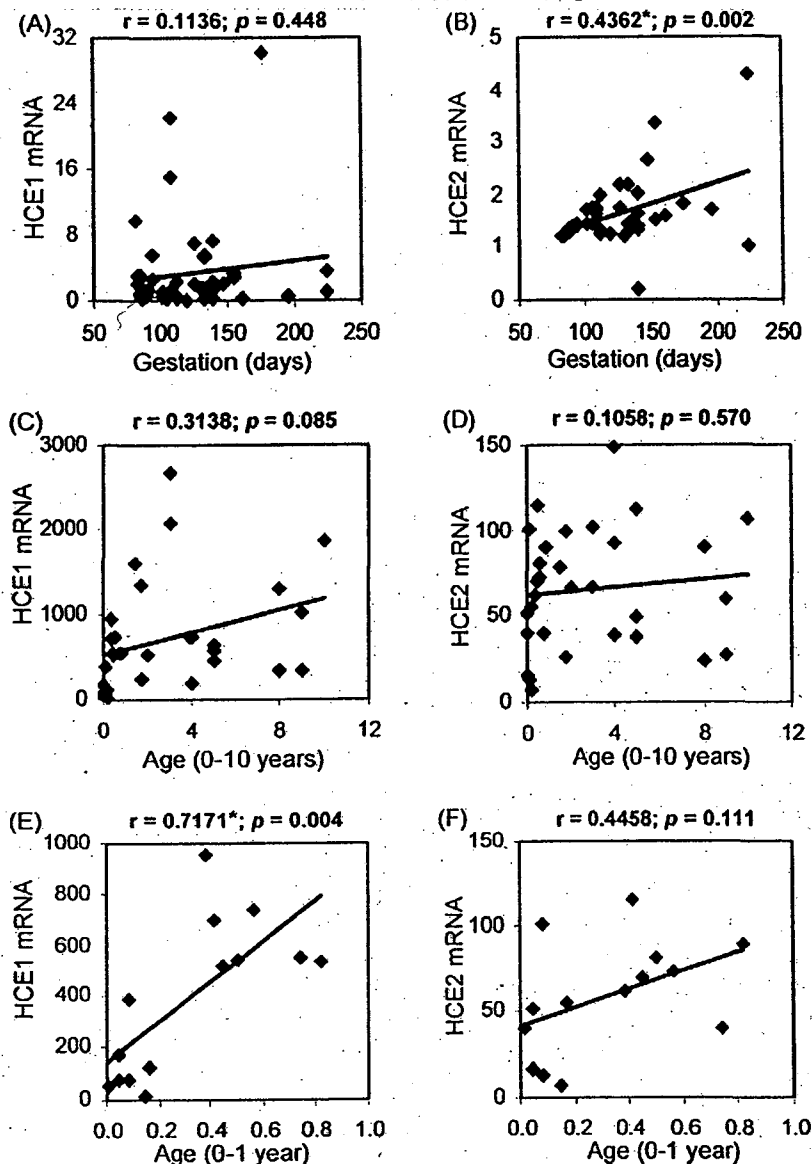 (A) r = 0.1136; p = 0.448
HCE1 mRNA
32
24
16
8
0
50 100 150 200 250
Gestation (days)
(B) r = 0.4362*; p = 0.002
HCE2 mRNA
5
4
3
2
1
0
50 100 150 200 250
Gestation (days)
(C) r = 0.3138; p = 0.085
HCE1 mRNA
3000
2000
1000
0
0 4 8 12
Age (0-10 years)
(D) r = 0.1058; p = 0.570
HCE2 mRNA
150
100
50
0
0 4 8 12
Age (0-10 years)
(E) r = 0.7171*; p = 0.004
HCE1 mRNA
1000
800
600
400
200
0
0.0 0.2 0.4 0.6 0.8 1.0
Age (0-1 year)
(F) r = 0.4458; p = 0.111
HCE2 mRNA
150
100
50
0
0.0 0.2 0.4 0.6 0.8 1.0
Age (0-1 year)